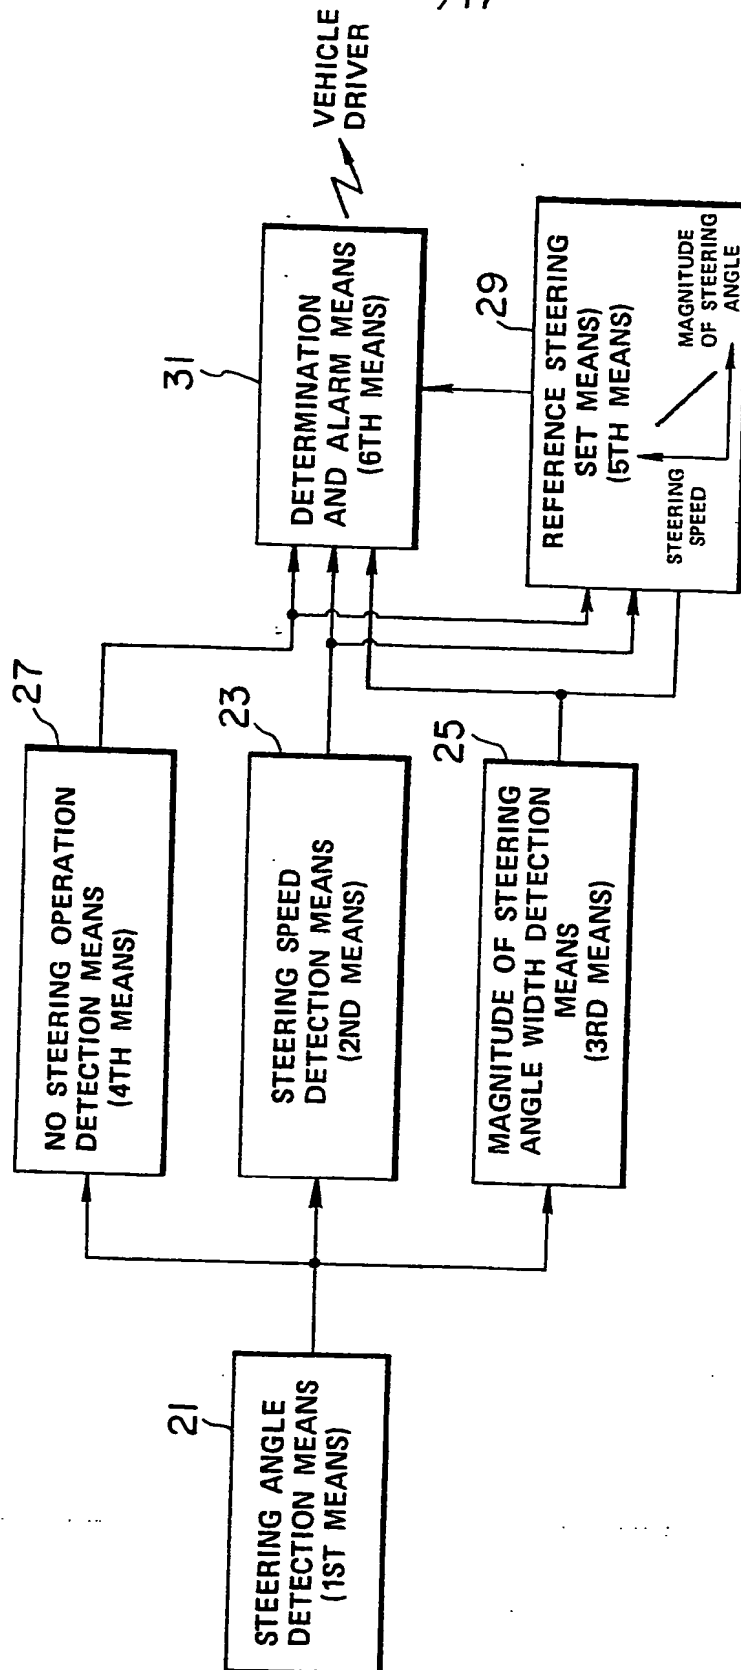 21
STEERING ANGLE
DETECTION MEANS
(1ST MEANS)
27
NO STEERING OPERATION
DETECTION MEANS
(4TH MEANS)
23
STEERING SPEED
DETECTION MEANS
(2ND MEANS)
25
MAGNITUDE OF STEERING
ANGLE WIDTH DETECTION
MEANS
(3RD MEANS)
31
DETERMINATION
AND ALARM MEANS
(6TH MEANS)
VEHICLE
DRIVER
29
REFERENCE STEERING
SET MEANS)
(5TH MEANS)
STEERING
SPEED
MAGNITUDE
OF STEERING
ANGLE